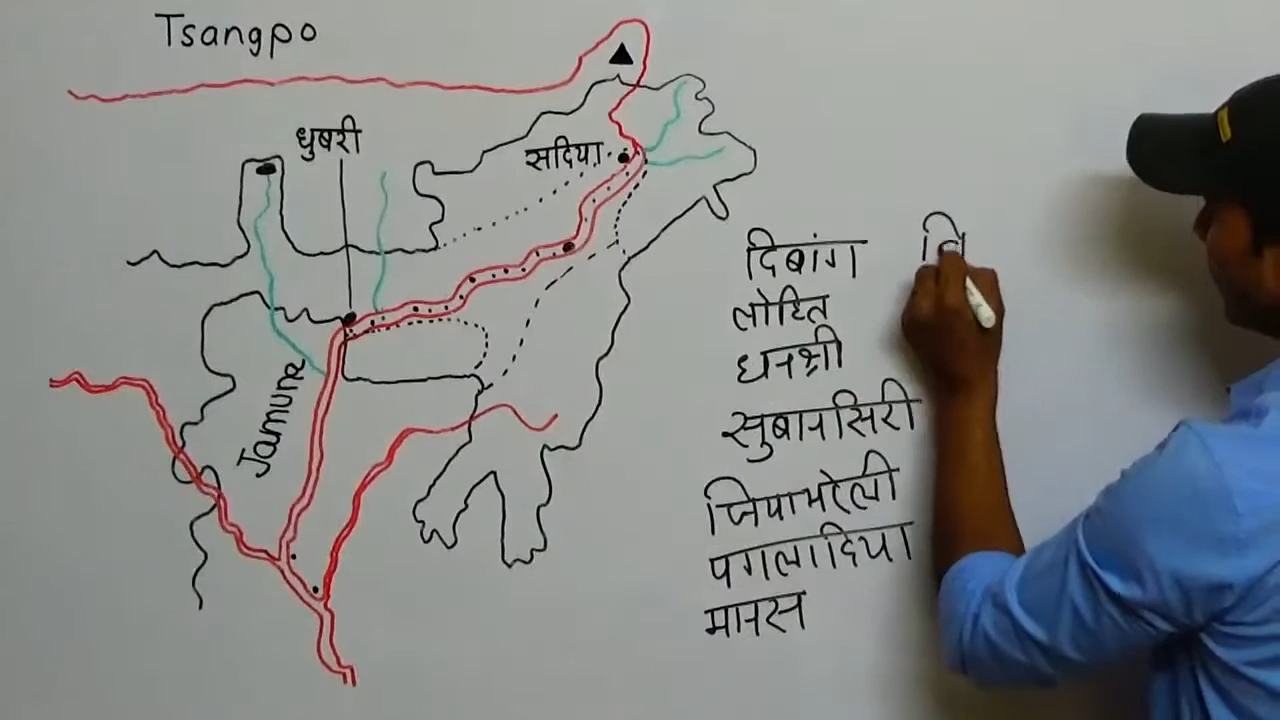 Tsangpo
धुबरी
सदिया
Jamuna
दिबांग
लोहित
धनश्री
सुबानसिरी
जियाभरेली
पगलादिया
मानस